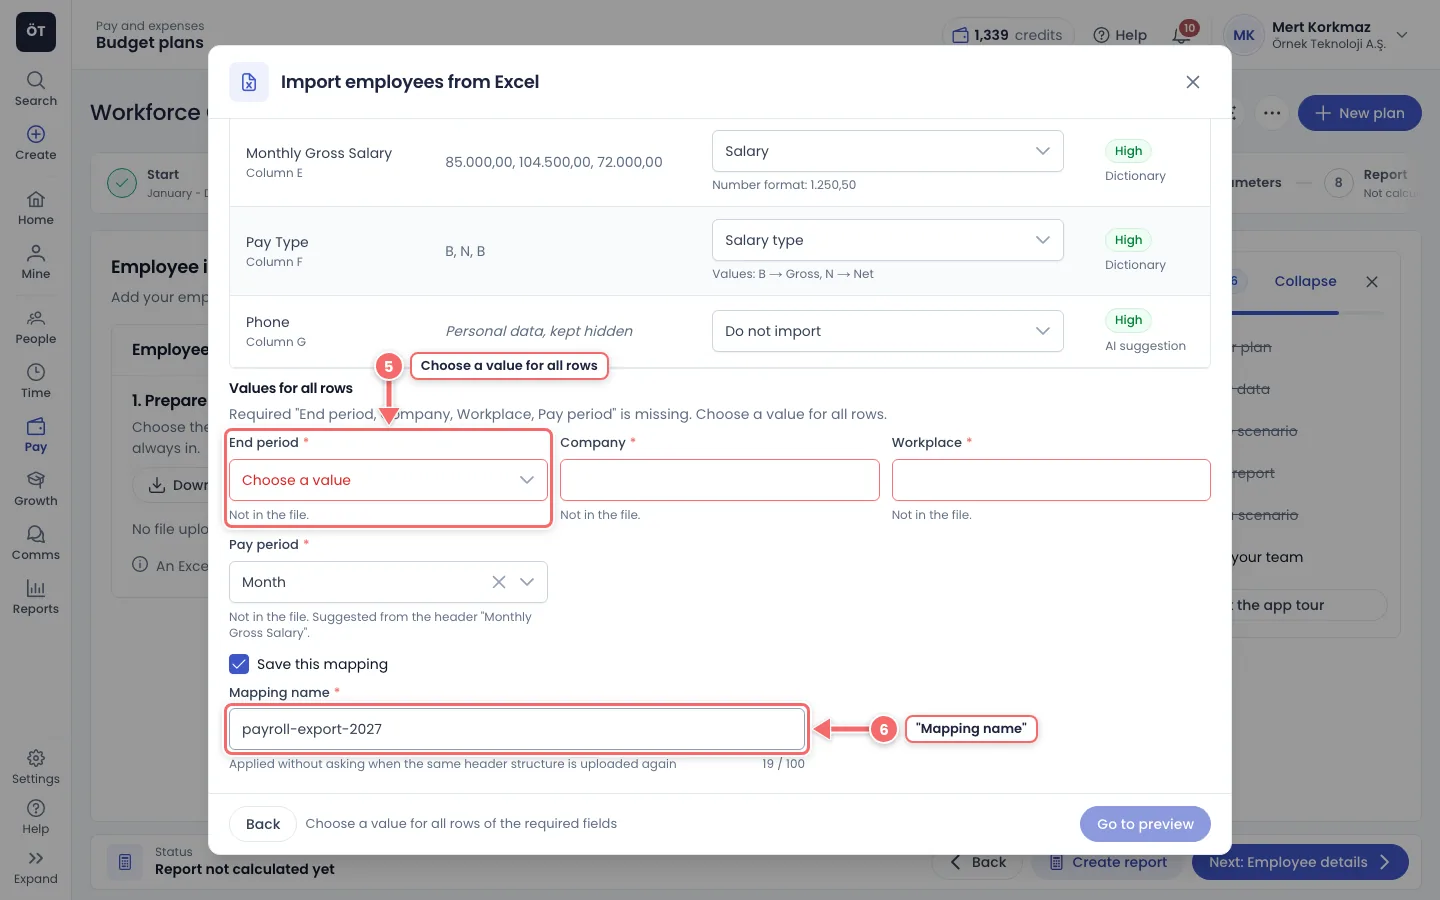 ÖT
Pay and expenses
Budget plans
1,339 credits
Help
10
MK
Mert Korkmaz
Örnek Teknoloji A.Ş.
Search
Create
Home
Mine
People
Time
Pay
Growth
Comms
Reports
Settings
Help
Expand
Workforce
New plan
Start
January - D
meters
8
Report
Not calcu
Employee i
Add your emp
Employee
1. Prepare
Choose the
always in.
Down
No file uplo
An Exce
6
Collapse
plan
data
scenario
report
scenario
your team
the app tour
Import employees from Excel
Monthly Gross Salary
Column E
85.000,00, 104.500,00, 72.000,00
Salary
Number format: 1.250,50
High
Dictionary
Pay Type
Column F
B, N, B
Salary type
Values: B → Gross, N → Net
High
Dictionary
Phone
Column G
Personal data, kept hidden
Do not import
High
AI suggestion
5
Choose a value for all rows
Values for all rows
Required "End period, ompany, Workplace, Pay period" is missing. Choose a value for all rows.
End period *
Choose a value
Not in the file.
Company *
Not in the file.
Workplace *
Not in the file.
Pay period *
Month
Not in the file. Suggested from the header "Monthly
Gross Salary".
Save this mapping
Mapping name *
payroll-export-2027
6
"Mapping name"
Applied without asking when the same header structure is uploaded again
19 / 100
Back
Choose a value for all rows of the required fields
Go to preview
Status
Report not calculated yet
Back
Create report
Next: Employee details